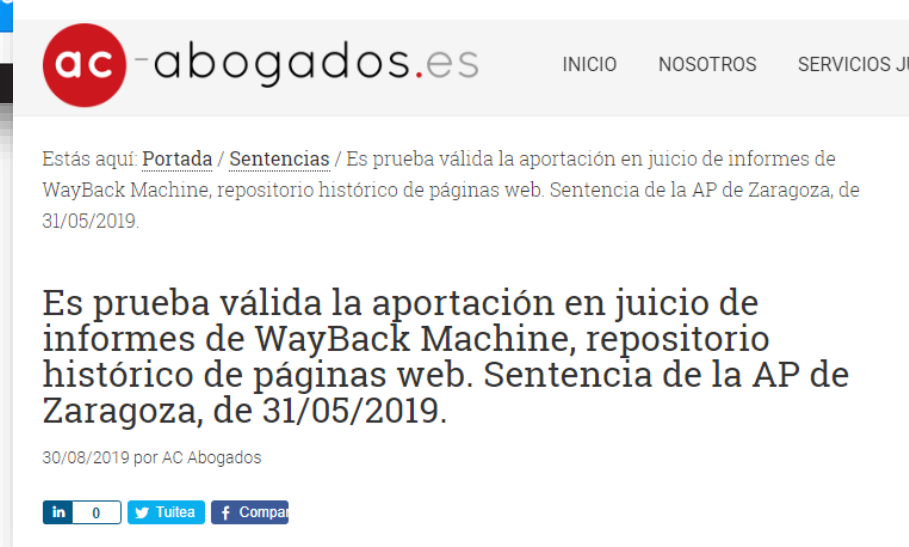 ac-abogados.es
INICIO NOSOTROS SERVICIOS
Estás aquí: Portada / Sentencias / Es prueba válida la aportación en juicio de informes de
WayBack Machine, repositorio histórico de páginas web. Sentencia de la AP de Zaragoza, de
31/05/2019.
Es prueba válida la aportación en juicio de
informes de WayBack Machine, repositorio
histórico de páginas web. Sentencia de la AP de
Zaragoza, de 31/05/2019.
30/08/2019 por AC Abogados
in 0 Tuitea f Compar